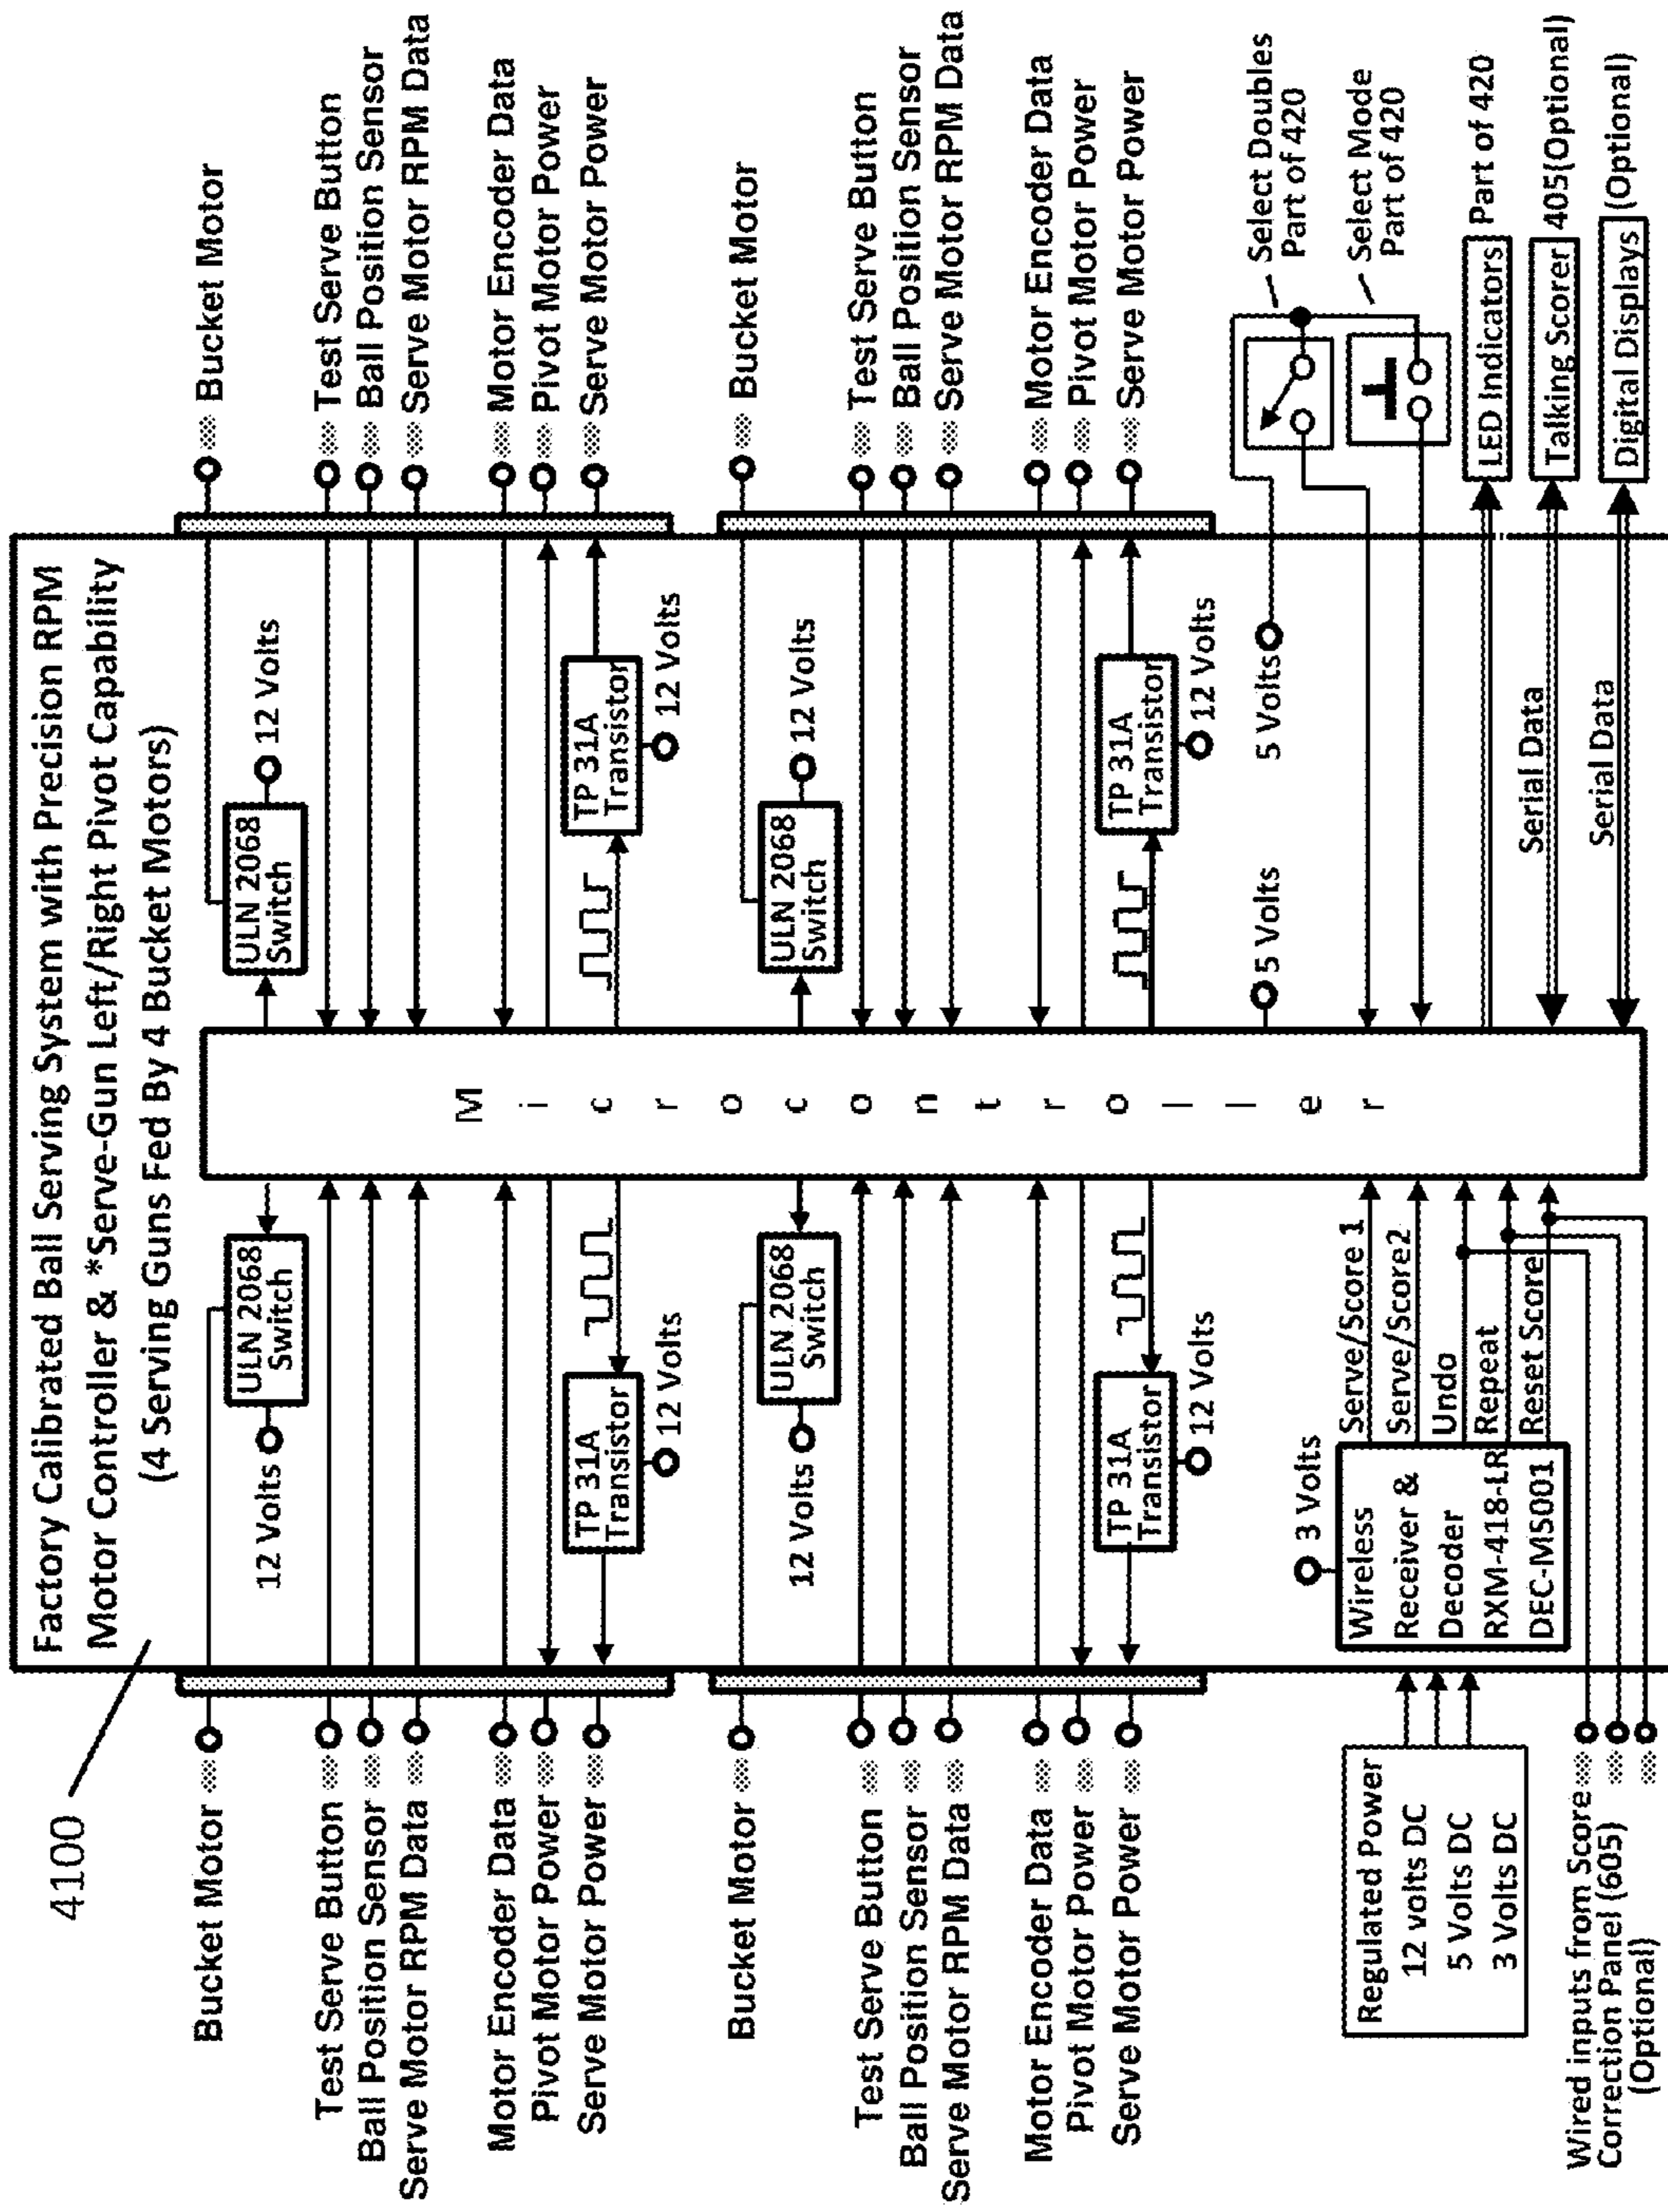 4100
Factory Calibrated Ball Serving System with Precision RPM
Motor Controller & *Serve-Gun Left/Right Pivot Capability
(4 Serving Guns Fed By 4 Bucket Motors)
Bucket Motor
Test Serve Button
Ball Position Sensor
Serve Motor RPM Data
Motor Encoder Data
Pivot Motor Power
Serve Motor Power
ULN 2068
Switch
12 Volts
TP 31A
Transistor
12 Volts
Bucket Motor
Test Serve Button
Ball Position Sensor
Serve Motor RPM Data
Motor Encoder Data
Pivot Motor Power
Serve Motor Power
ULN 2068
Switch
12 Volts
TP 31A
Transistor
12 Volts
Microcontroller
ULN 2068
Switch
12 Volts
TP 31A
Transistor
12 Volts
Bucket Motor
Test Serve Button
Ball Position Sensor
Serve Motor RPM Data
Motor Encoder Data
Pivot Motor Power
Serve Motor Power
ULN 2068
Switch
12 Volts
TP 31A
Transistor
12 Volts
Bucket Motor
Test Serve Button
Ball Position Sensor
Serve Motor RPM Data
Motor Encoder Data
Pivot Motor Power
Serve Motor Power
Regulated Power
12 volts DC
5 Volts DC
3 Volts DC
Wired inputs from Score
Correction Panel (605)
(Optional)
3 Volts
Wireless
Receiver &
Decoder
RXM-418-LR
DEC-MS001
Serve/Score 1
Serve/Score2
Undo
Repeat
Reset Score
5 Volts
5 Volts
Select Doubles
Part of 420
Select Mode
Part of 420
LED Indicators Part of 420
Serial Data
Talking Scorer 405(Optional)
Serial Data
Digital Displays (Optional)